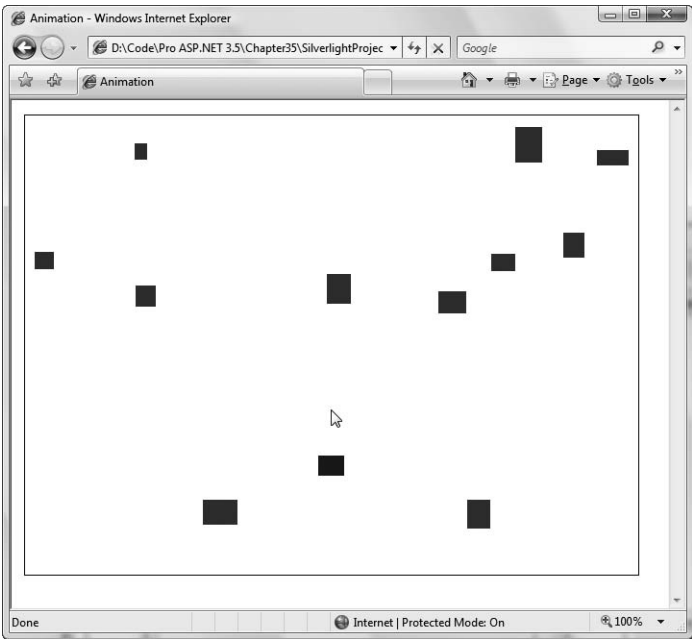 Animation - Windows Internet Explorer
D:\Code\Pro ASP.NET 3.5\Chapter35\SilverlightProjec
Google
Animation
Page
Tools
Done
Internet | Protected Mode: On
100%